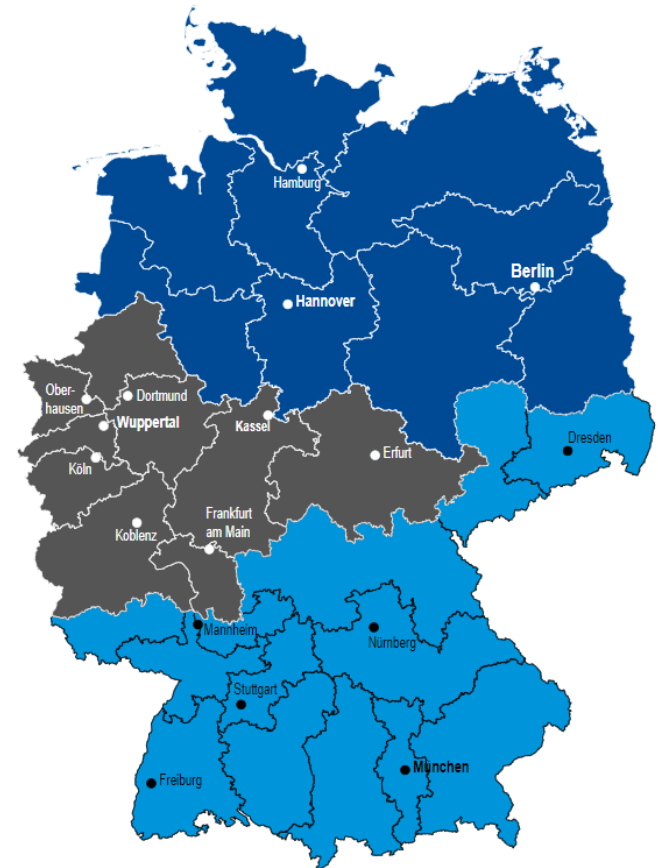 Hamburg
Berlin
Hannover
Ober-
hausen
Dortmund
Wuppertal
Kassel
Dresden
Köln
Erfurt
Frankfurt
am Main
Koblenz
Mannheim
Nürnberg
Stuttgart
München
Freiburg